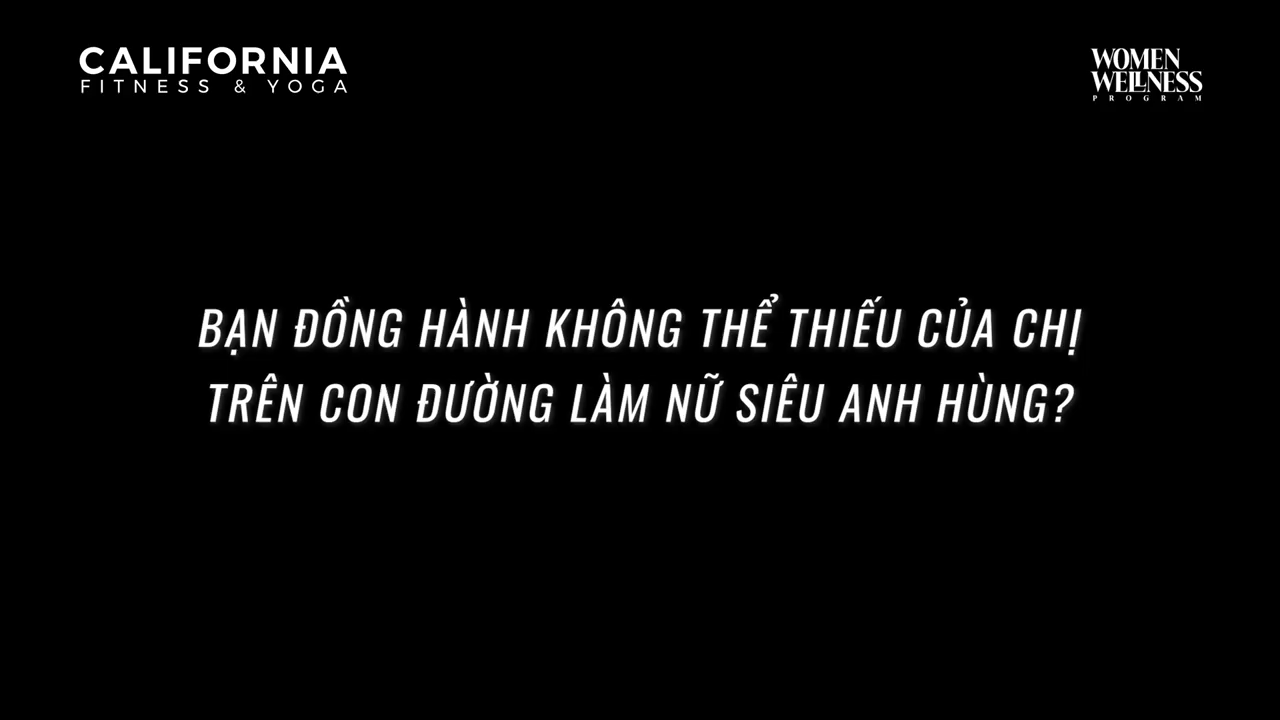 CALIFORNIA
FITNESS & YOGA
WOMEN
WELLNESS
PROGRAM
BẠN ĐỒNG HÀNH KHÔNG THỂ THIẾU CỦA CHỊ
TRÊN CON ĐƯỜNG LÀM NỮ SIÊU ANH HÙNG?